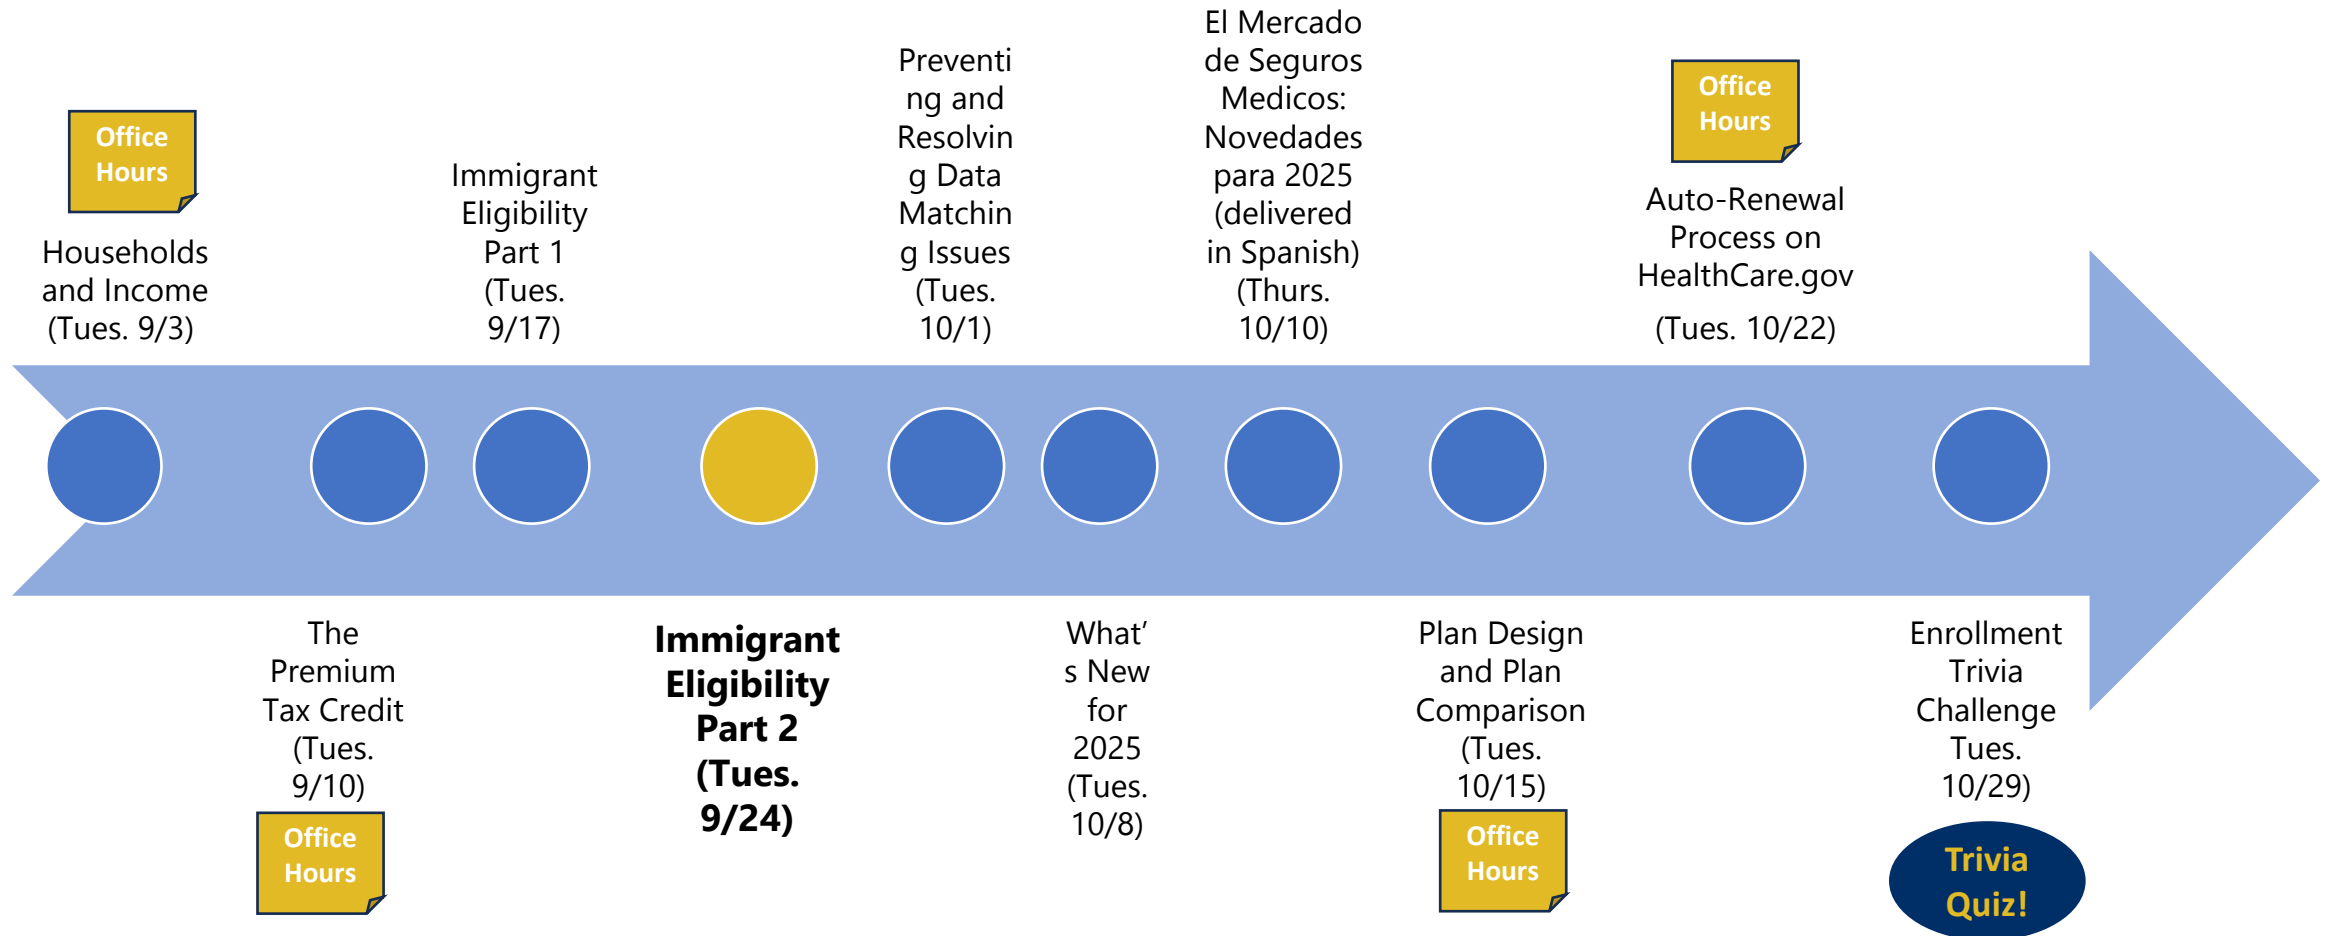 Office
Hours
Households
and Income
(Tues. 9/3)
Immigrant
Eligibility
Part 1
(Tues.
9/17)
Preventi
ng and
Resolvin
g Data
Matchin
g Issues
(Tues.
10/1)
El Mercado
de Seguros
Medicos:
Novedades
para 2025
(delivered
in Spanish)
(Thurs.
10/10)
Office
Hours
Auto-Renewal
Process on
HealthCare.gov
(Tues. 10/22)
The
Premium
Tax Credit
(Tues.
9/10)
Office
Hours
Immigrant
Eligibility
Part 2
(Tues.
9/24)
What’
s New
for
2025
(Tues.
10/8)
Plan Design
and Plan
Comparison
(Tues.
10/15)
Office
Hours
Enrollment
Trivia
Challenge
Tues.
10/29)
Trivia
Quiz!